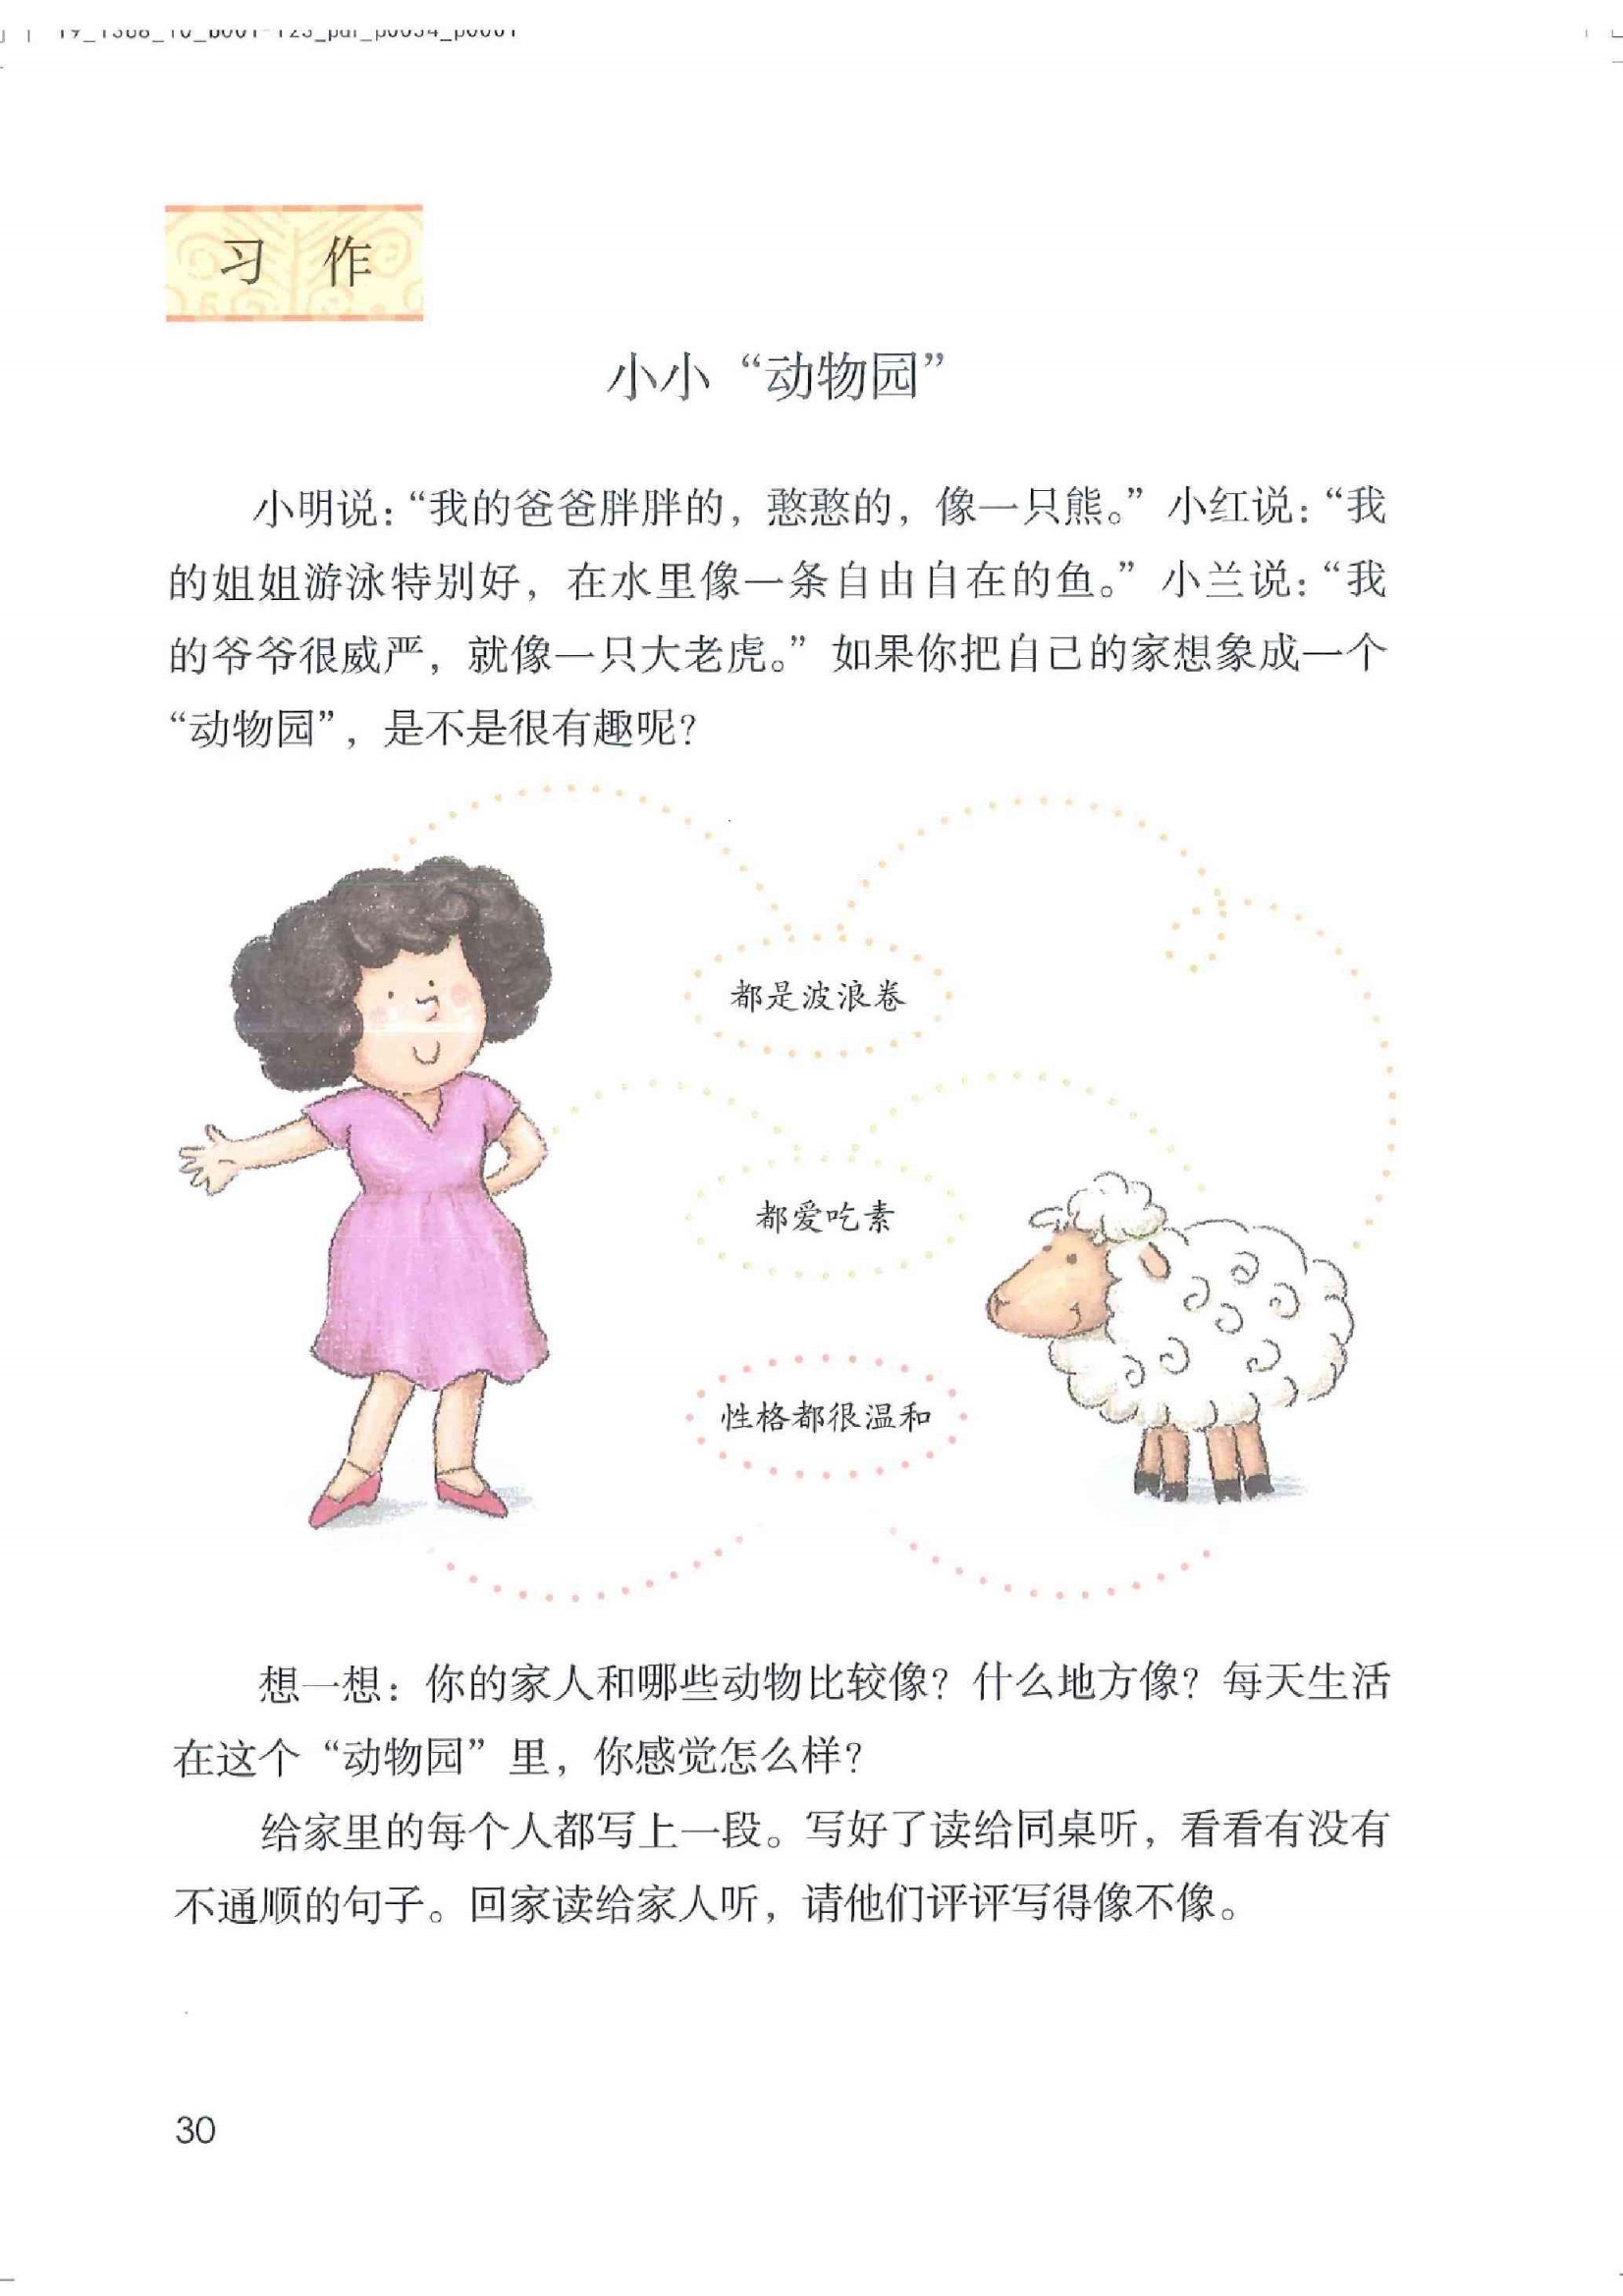 习 作
小小“动物园”
小明说：“我的爸爸胖胖的，憨憨的，像一只熊。”小红说：“我
的姐姐游泳特别好，在水里像一条自由自在的鱼。”小兰说：“我
的爷爷很威严，就像一只大老虎。”如果你把自己的家想象成一个
“动物园”，是不是很有趣呢？
都是波浪卷
都爱吃素
性格都很温和
想一想：你的家人和哪些动物比较像？什么地方像？每天生活
在这个“动物园”里，你感觉怎么样？
给家里的每个人都写上一段。写好了读给同桌听，看看有没有
不通顺的句子。回家读给家人听，请他们评评写得像不像。
30